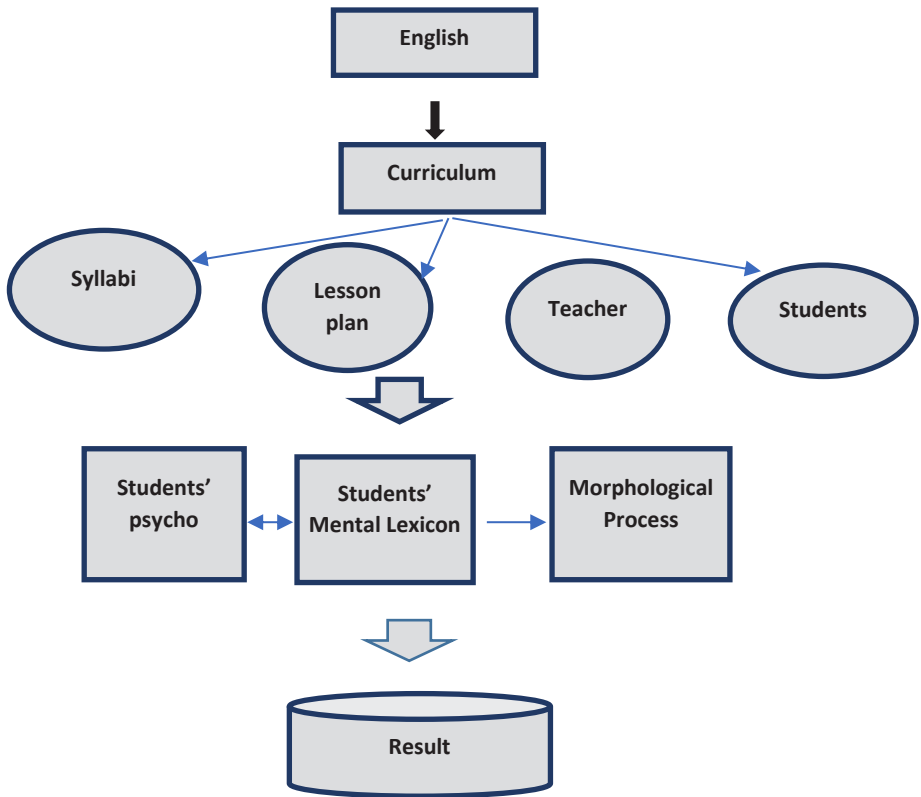 English
Curriculum
Syllabi
Lesson
plan
Teacher
Students
Students’
psycho
Students’
Mental Lexicon
Morphological
Process
Result